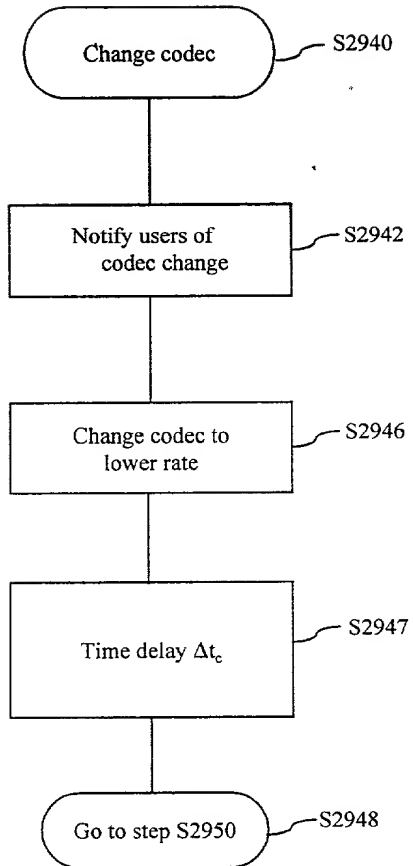 Change codec
S2940
Notify users of
codec change
S2942
Change codec to
lower rate
S2946
Time delay Δtc
S2947
Go to step S2950
S2948